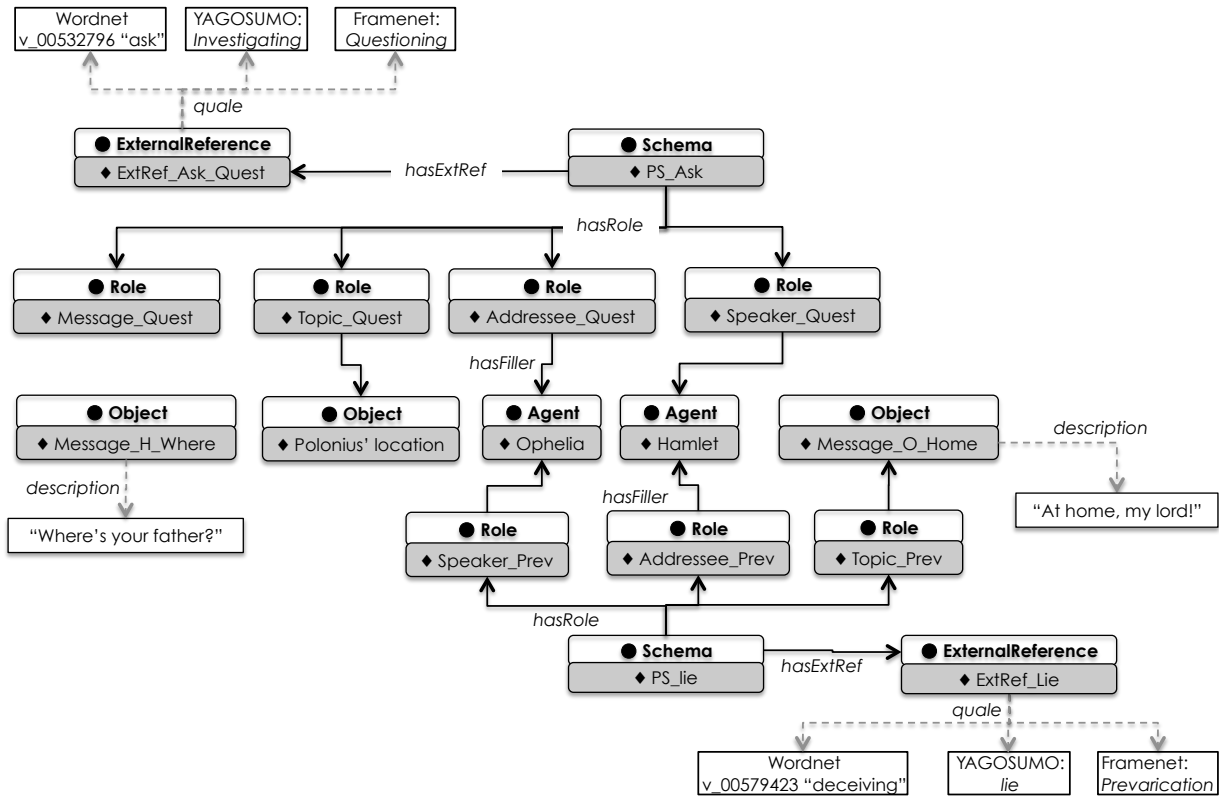 Wordnet
v_00532796 “ask”
YAGOSUMO:
Investigating
Framenet:
Questioning
quale
● ExternalReference
♦ ExtRef_Ask_Quest
hasExtRef
● Schema
♦ PS_Ask
hasRole
● Role
♦ Message_Quest
● Role
♦ Topic_Quest
● Role
♦ Addressee_Quest
● Role
♦ Speaker_Quest
hasFiller
● Object
♦ Message_H_Where
● Object
♦ Polonius’ location
● Agent
♦ Ophelia
● Agent
♦ Hamlet
● Object
♦ Message_O_Home
description
description
hasFiller
“Where’s your father?”
“At home, my lord!”
● Role
♦ Speaker_Prev
● Role
♦ Addressee_Prev
● Role
♦ Topic_Prev
hasRole
● Schema
♦ PS_lie
hasExtRef
● ExternalReference
♦ ExtRef_Lie
quale
Wordnet
v_00579423 “deceiving”
YAGOSUMO:
lie
Framenet:
Prevarication